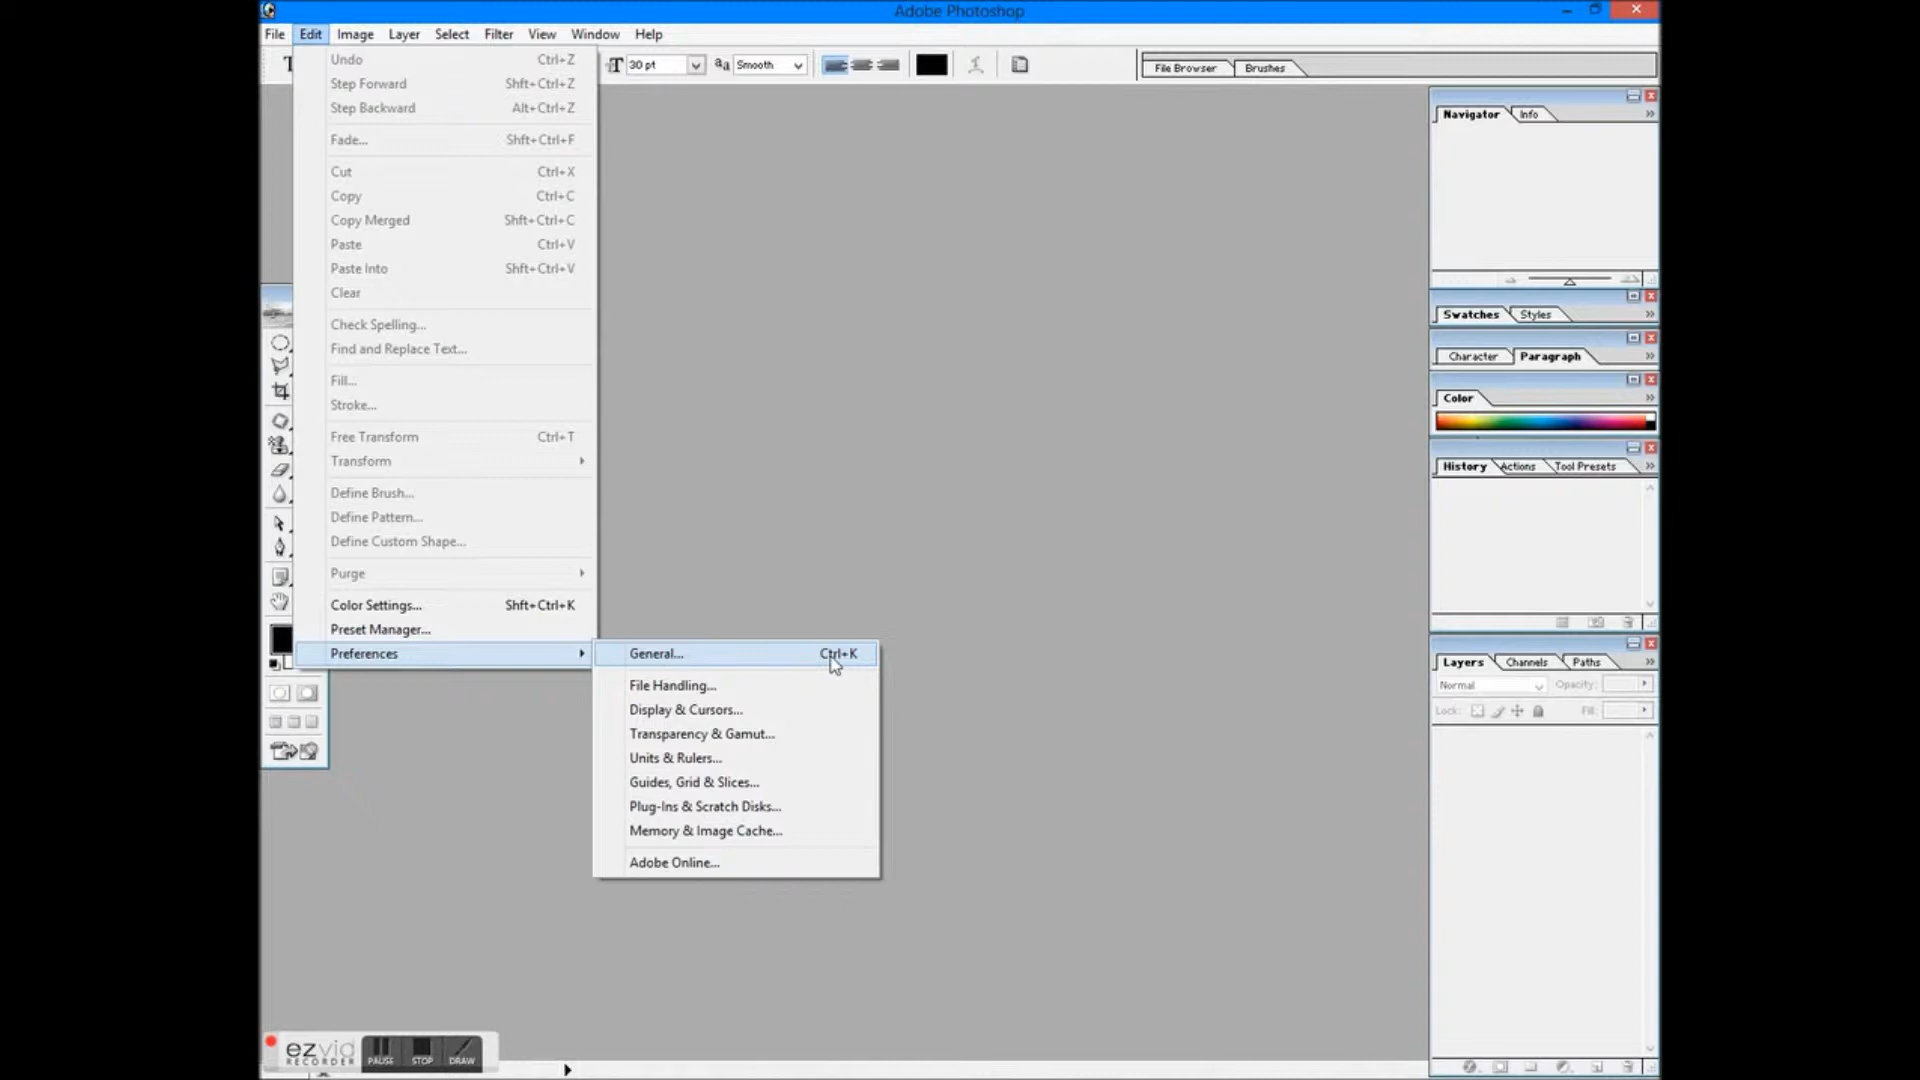 Adobe Photoshop
File Edit Image Layer Select Filter View Window Help
T T 30 pt aa Smooth File Browser Brushes
Undo Ctrl+Z
Step Forward Shft+Ctrl+Z
Step Backward Alt+Ctrl+Z
Fade... Shft+Ctrl+F
Cut Ctrl+X
Copy Ctrl+C
Copy Merged Shft+Ctrl+C
Paste Ctrl+V
Paste Into Shft+Ctrl+V
Clear
Check Spelling...
Find and Replace Text...
Fill...
Stroke...
Free Transform Ctrl+T
Transform
Define Brush...
Define Pattern...
Define Custom Shape...
Purge
Color Settings... Shft+Ctrl+K
Preset Manager...
Preferences
General... Ctrl+K
File Handling...
Display & Cursors...
Transparency & Gamut...
Units & Rulers...
Guides, Grid & Slices...
Plug-Ins & Scratch Disks...
Memory & Image Cache...
Adobe Online...
Navigator Info
Swatches Styles
Character Paragraph
Color
History Actions Tool Presets
Layers Channels Paths
Normal Opacity:
Lock: Fill:
ezvid
RECORDER
PAUSE STOP DRAW